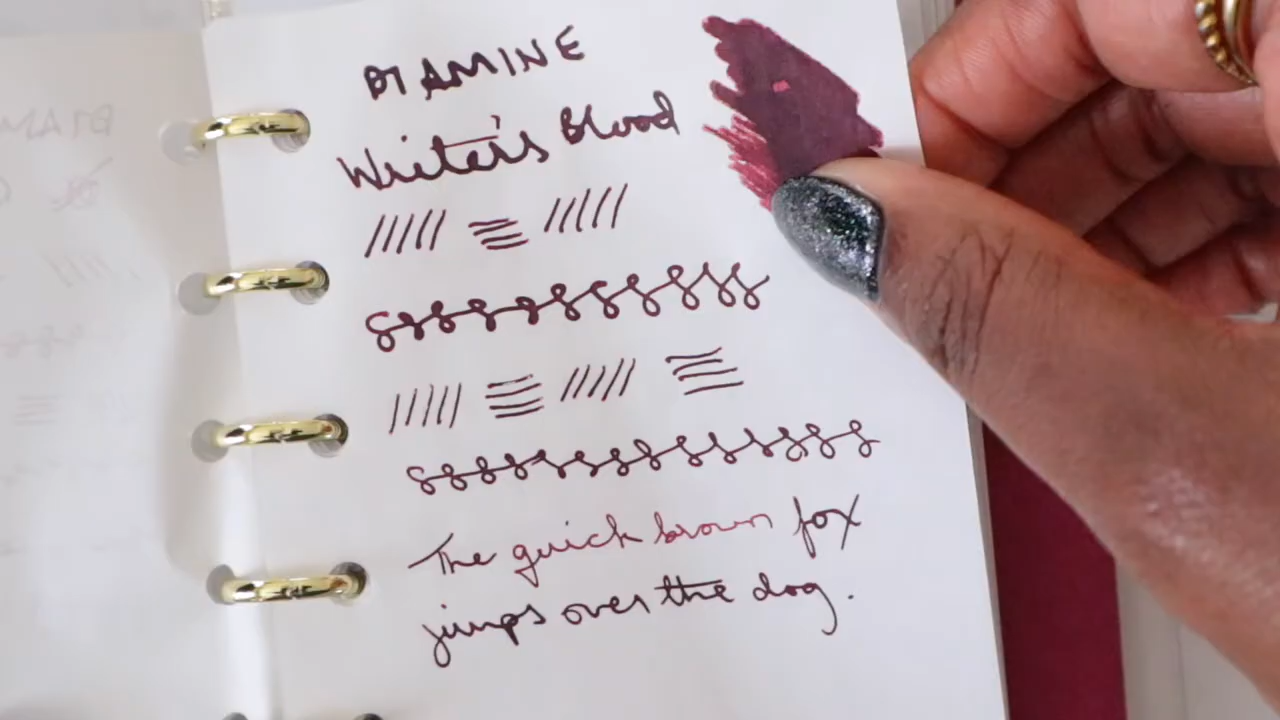 DIAMINE
Writer's Blood
The quick brown fox
jumps over the dog.